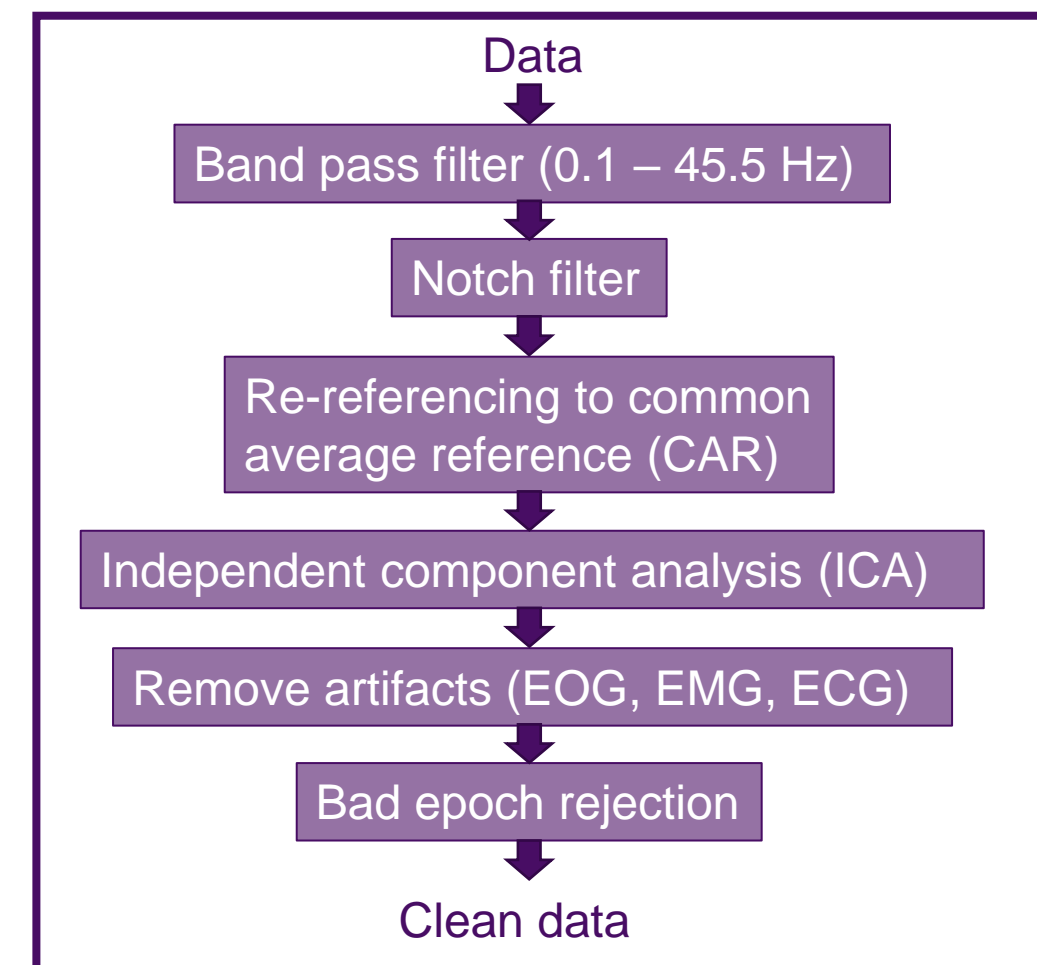 Data
Band pass filter (0.1 – 45.5 Hz)
Notch filter
Re-referencing to common
average reference (CAR)
Independent component analysis (ICA)
Remove artifacts (EOG, EMG, ECG)
Bad epoch rejection
Clean data